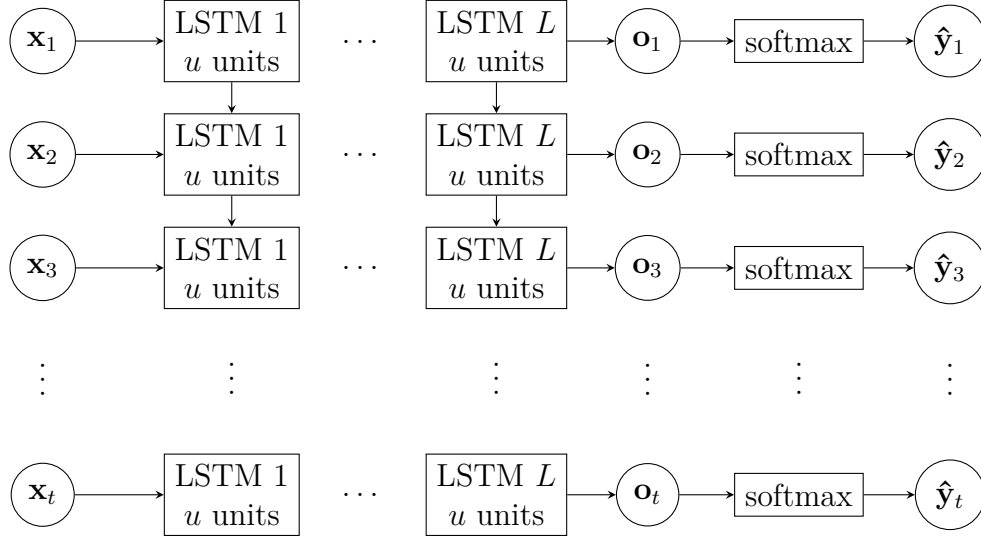 x₁ LSTM 1 ⋯ LSTM L o₁ softmax ŷ₁
u units u units
x₂ LSTM 1 ⋯ LSTM L o₂ softmax ŷ₂
u units u units
x₃ LSTM 1 ⋯ LSTM L o₃ softmax ŷ₃
u units u units
⋮ ⋮ ⋮ ⋮ ⋮ ⋮
xₜ LSTM 1 ⋯ LSTM L oₜ softmax ŷₜ
u units u units